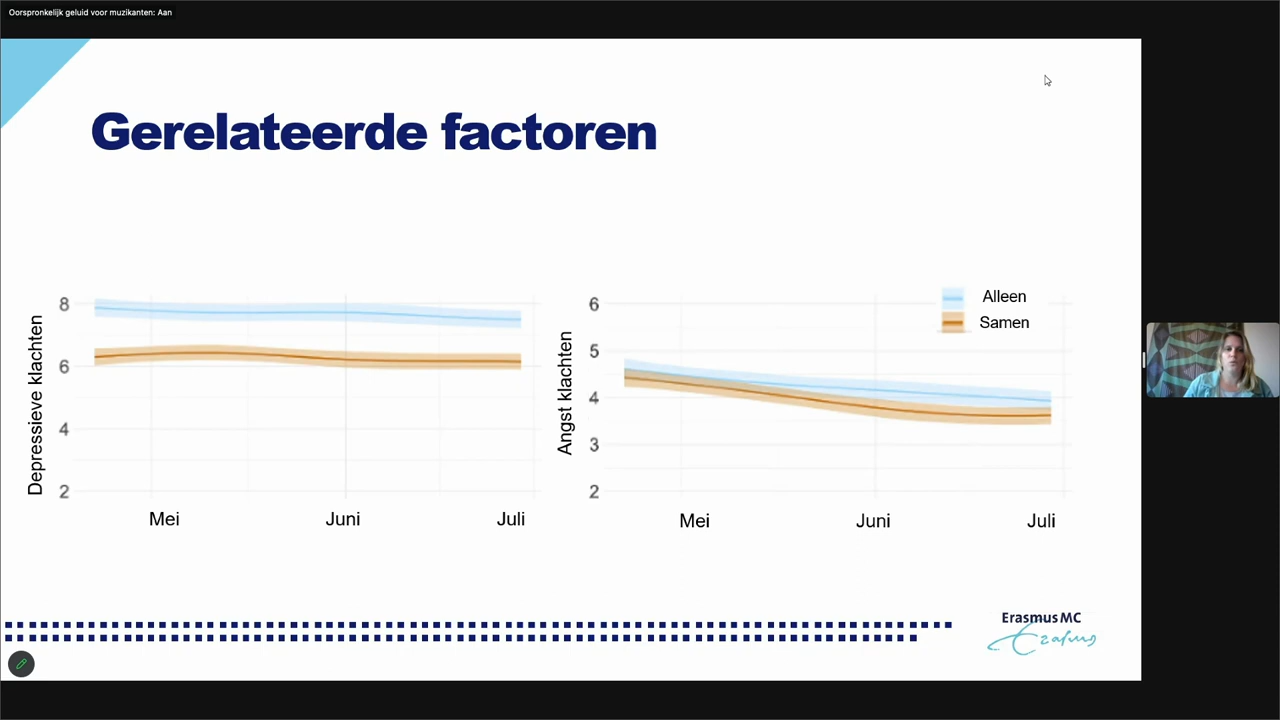 Oorspronkelijk geluid voor muzikanten: Aan
Gerelateerde factoren
Depressieve klachten
8
6
4
2
Mei
Juni
Juli
Angst klachten
6
5
4
3
2
Mei
Juni
Juli
Alleen
Samen
Erasmus MC
Erasmus